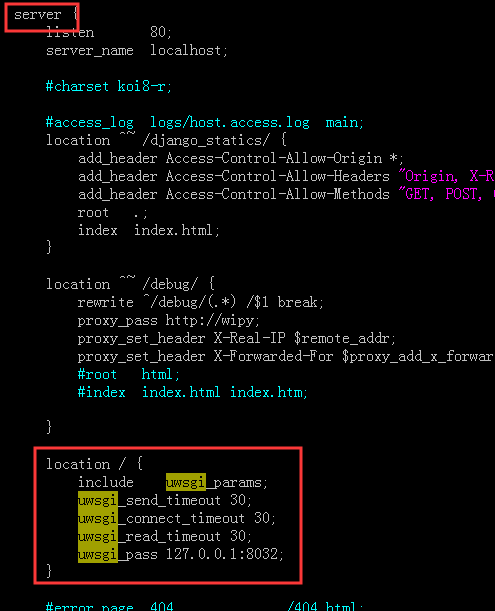 server {
listen 80;
server_name localhost;
#charset koi8-r;
#access_log logs/host.access.log main;
location ^~ /django_statics/ {
add_header Access-Control-Allow-Origin *;
add_header Access-Control-Allow-Headers "Origin, X-R
add_header Access-Control-Allow-Methods "GET, POST,
root .;
index index.html;
}
location ^~ /debug/ {
rewrite ^/debug/(.*) /$1 break;
proxy_pass http://wipy;
proxy_set_header X-Real-IP $remote_addr;
proxy_set_header X-Forwarded-For $proxy_add_x_forwar
#root html;
#index index.html index.htm;
}
location / {
include uwsgi_params;
uwsgi_send_timeout 30;
uwsgi_connect_timeout 30;
uwsgi_read_timeout 30;
uwsgi_pass 127.0.0.1:8032;
}
#error_page 404 /404.html;